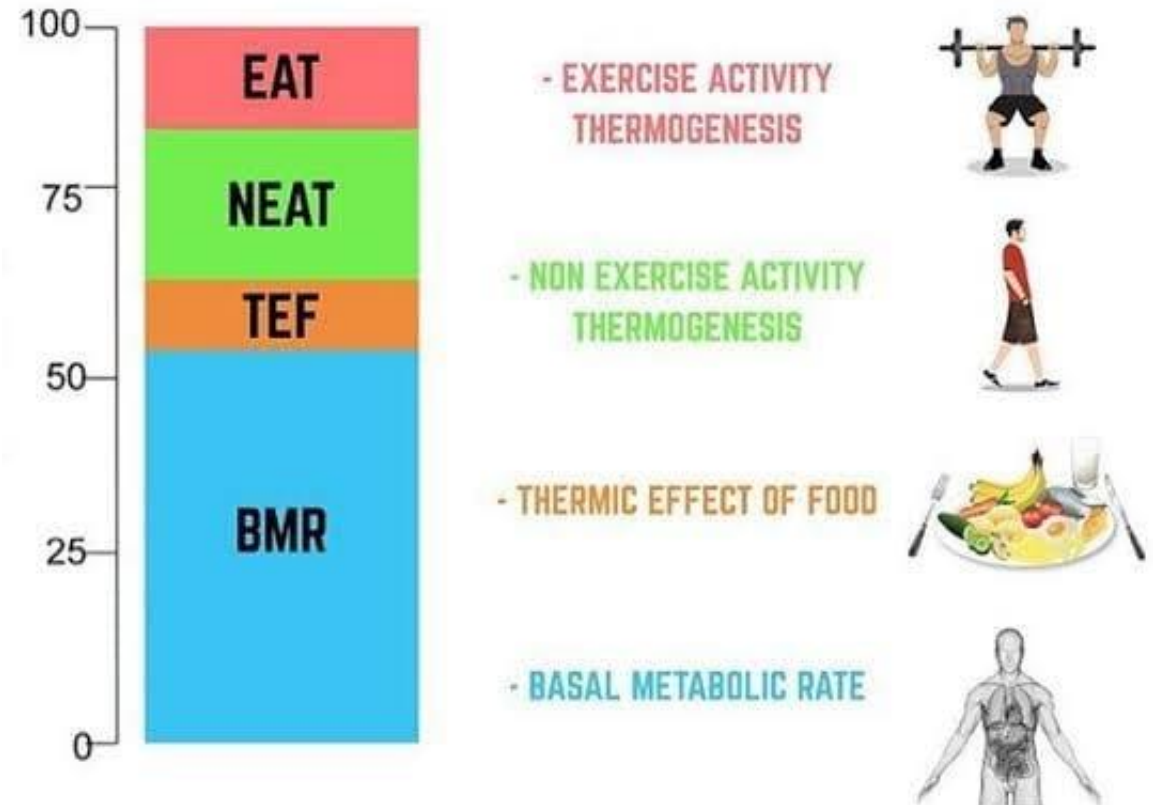 100
75
50
25
0
EAT
NEAT
TEF
BMR
- EXERCISE ACTIVITY
THERMOGENESIS
- NON EXERCISE ACTIVITY
THERMOGENESIS
- THERMIC EFFECT OF FOOD
- BASAL METABOLIC RATE